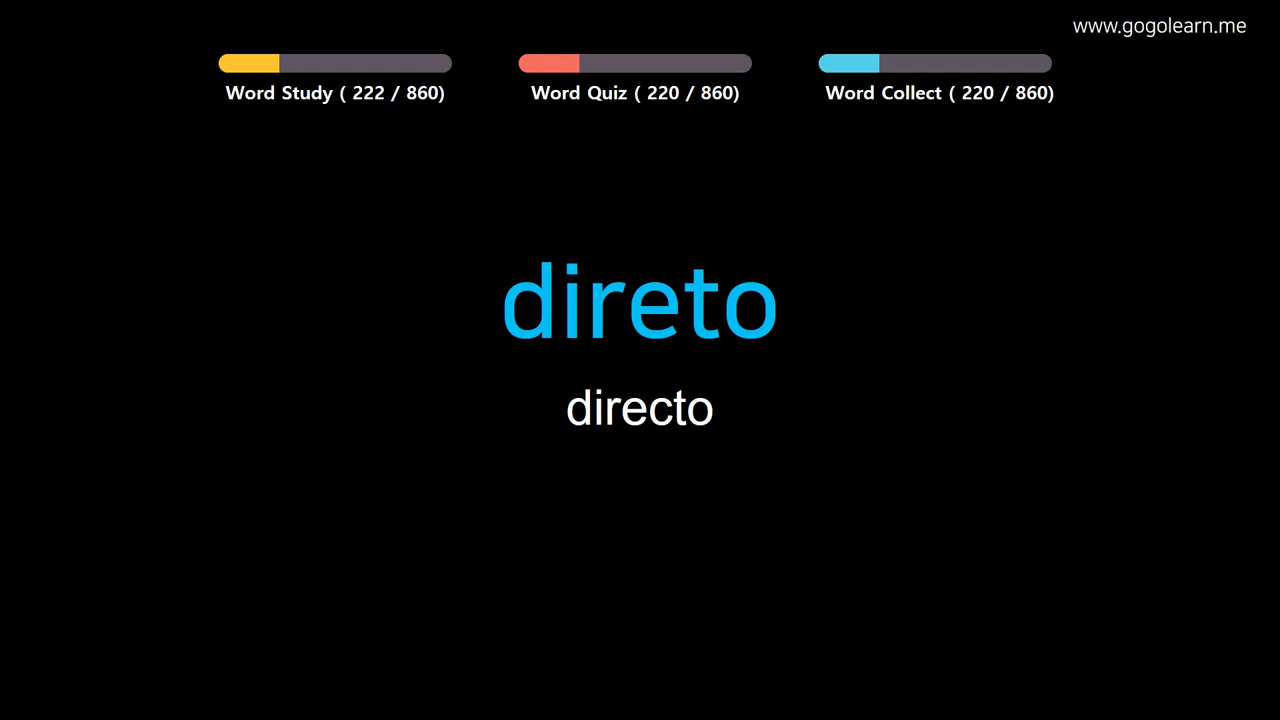 www.gogolearn.me
Word Study ( 222 / 860)
Word Quiz ( 220 / 860)
Word Collect ( 220 / 860)
direto
directo